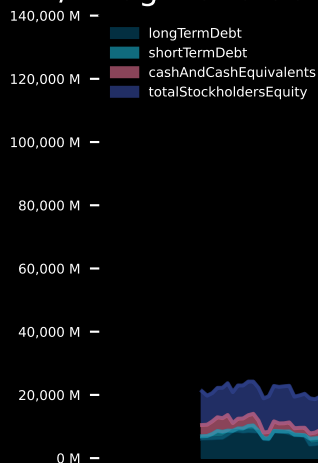 140,000 M
longTermDebt
shortTermDebt
cashAndCashEquivalents
totalStockholdersEquity
120,000 M
100,000 M
80,000 M
60,000 M
40,000 M
20,000 M
0 M